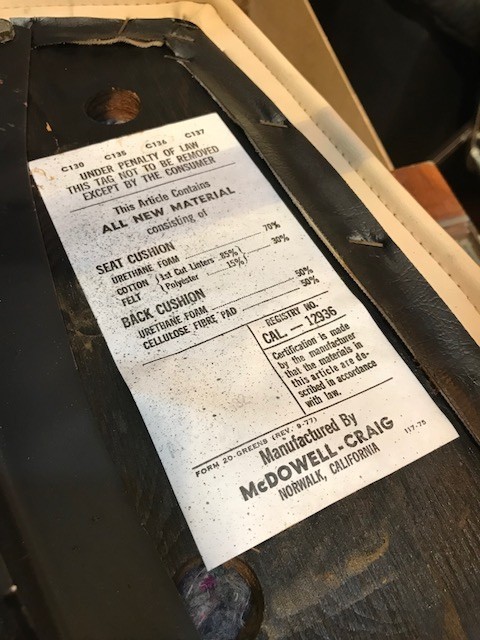 C130 C135 C136 C137
UNDER PENALTY OF LAW
THIS TAG NOT TO BE REMOVED
EXCEPT BY THE CONSUMER
This Article Contains
ALL NEW MATERIAL
consisting of
SEAT CUSHION
URETHANE FOAM 70%
COTTON { 1st Cut Linters 85% } 30%
FELT { Polyester 15% }
BACK CUSHION
URETHANE FOAM 50%
CELLULOSE FIBRE PAD 50%
REGISTRY NO.
CAL. — 12936
Certification is made
by the manufacturer
that the materials in
this article are de-
scribed in accordance
with law.
FORM 20-GREENS (REV. 9-77)
Manufactured By
McDOWELL-CRAIG 117-75
NORWALK, CALIFORNIA